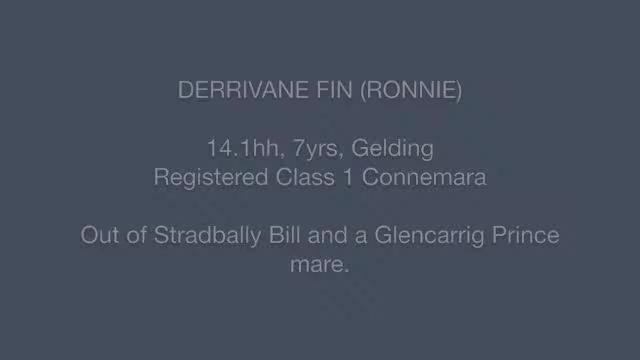 DERRIVANE FIN (RONNIE)
14.1hh, 7yrs, Gelding
Registered Class 1 Connemara
Out of Stradbally Bill and a Glencarrig Prince
mare.